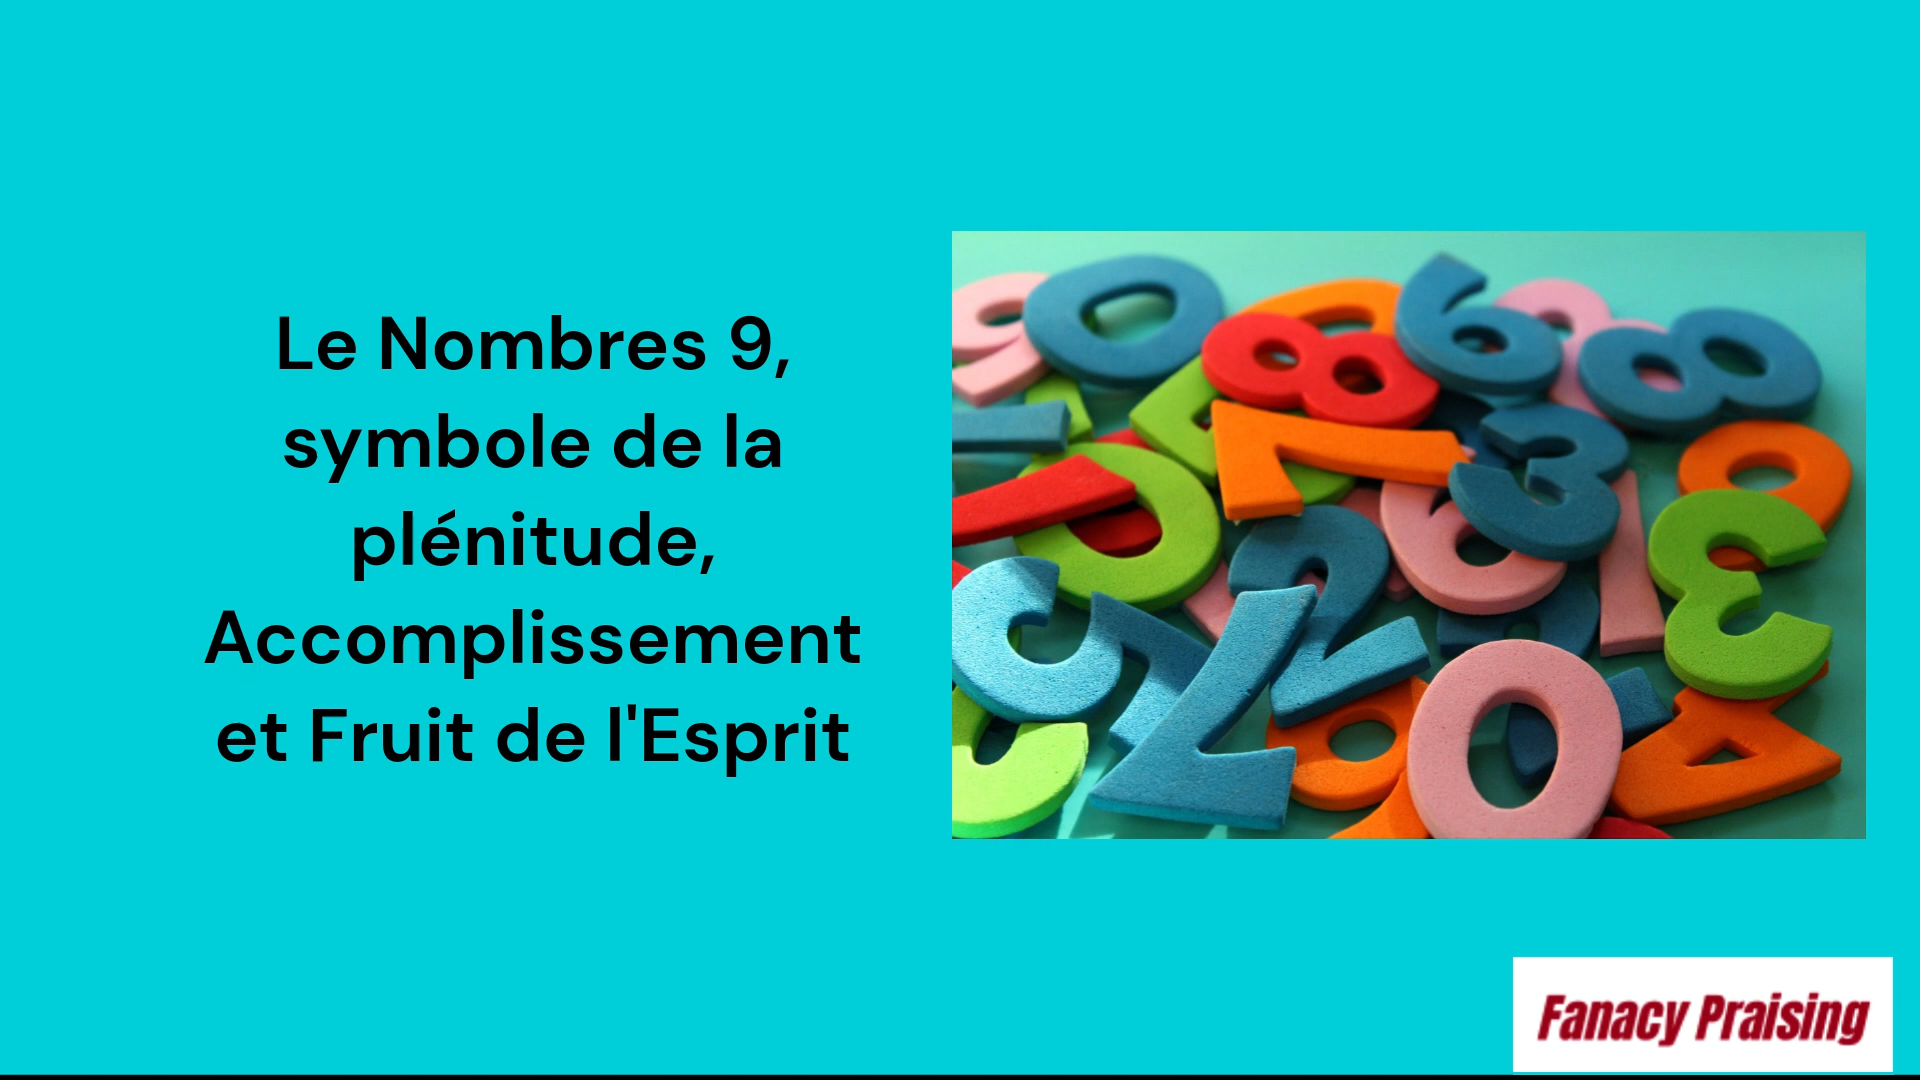 Le Nombres 9,
symbole de la
plénitude,
Accomplissement
et Fruit de l'Esprit
Fanacy Praising